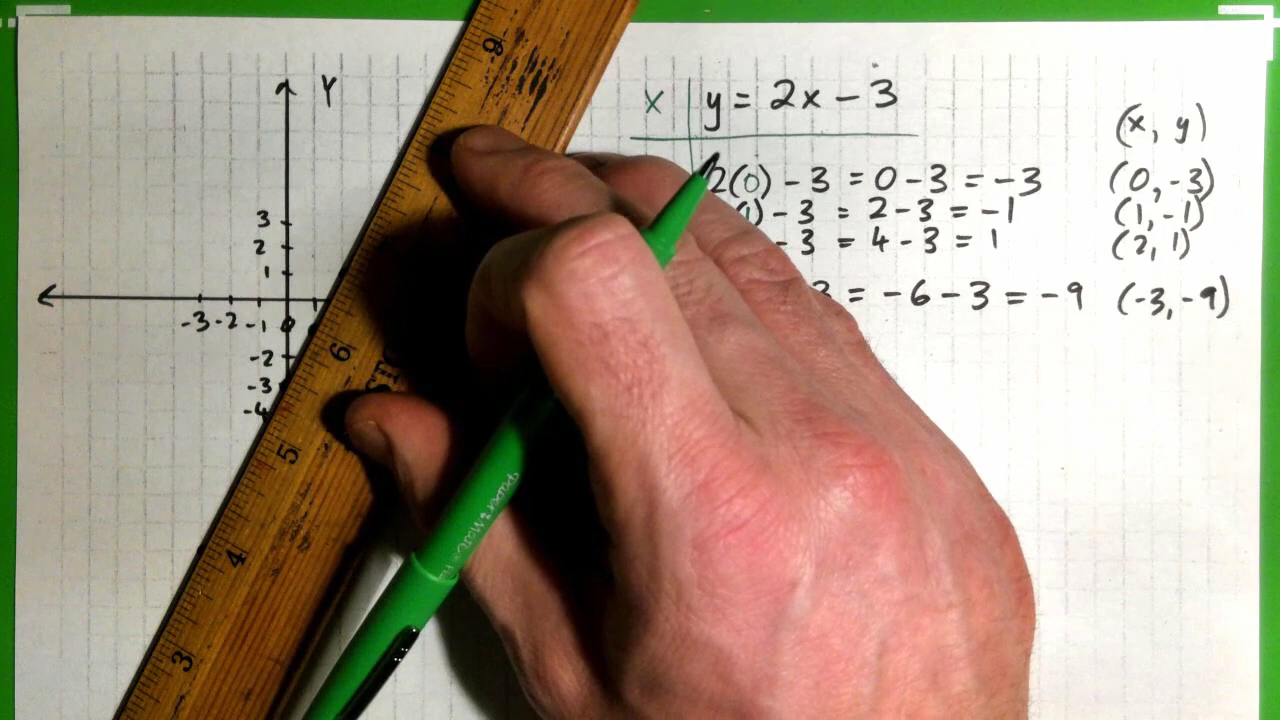 Y
x | y = 2x - 3
(x, y)
2(0) - 3 = 0 - 3 = -3 (0, -3)
1) - 3 = 2 - 3 = -1 (1, -1)
- 3 = 4 - 3 = 1 (2, 1)
3 = -6 - 3 = -9 (-3, -9)
3
2
1
-3 -2 -1 0
-2
-3
-4
6
5
4
3